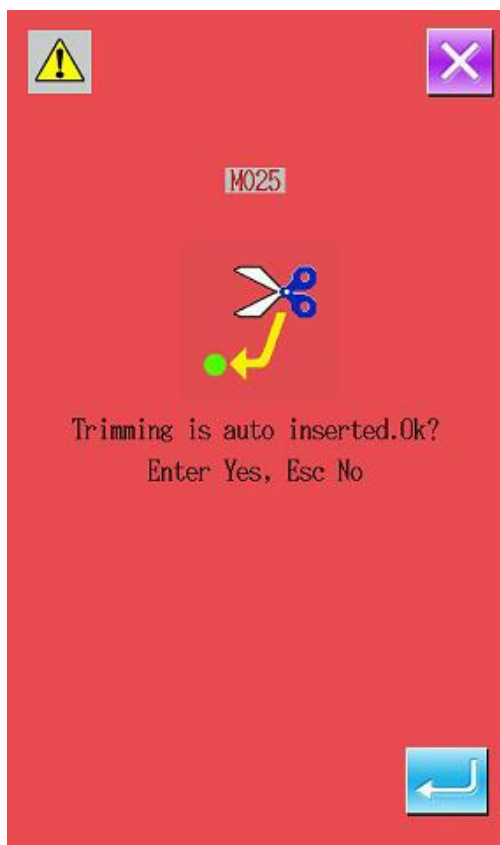 M025
Trimming is auto inserted.Ok?
Enter Yes, Esc No